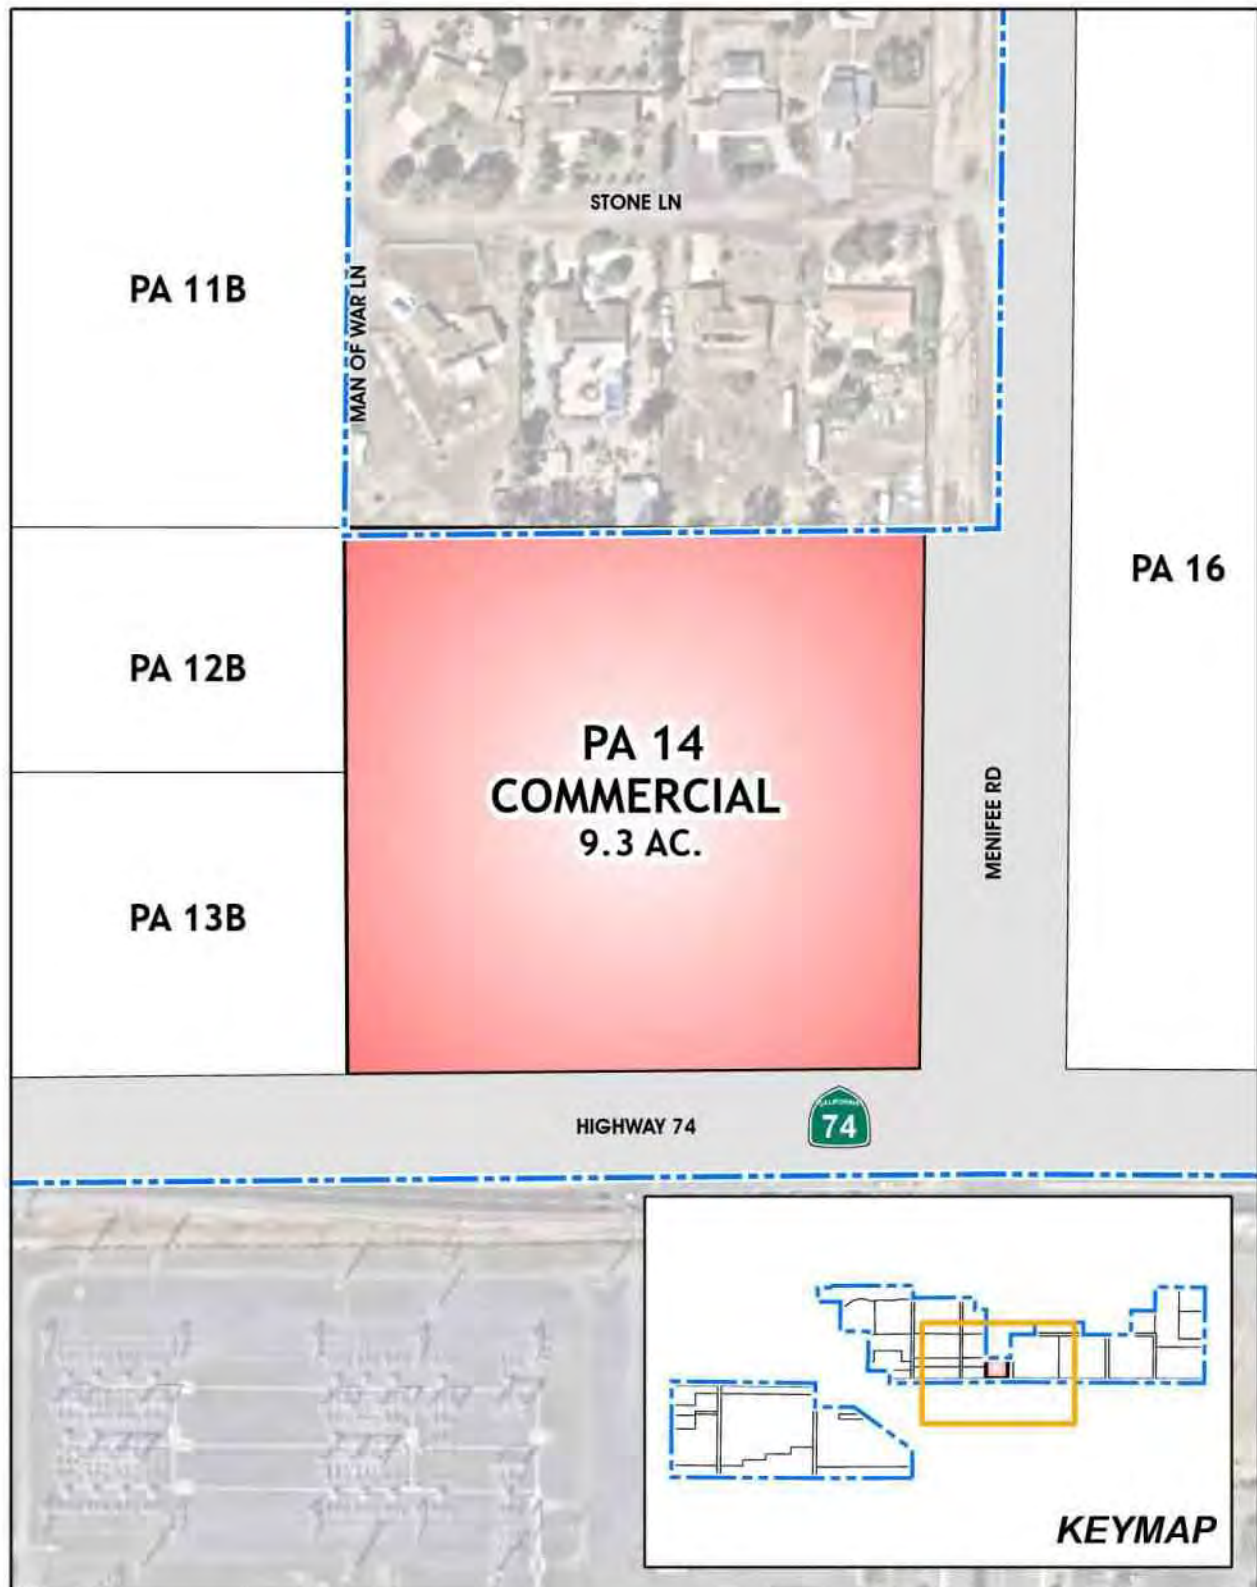 STONE LN
PA 11B
MAN OF WAR LN
PA 16
PA 12B
PA 14
COMMERCIAL
9.3 AC.
MENIFEE RD
PA 13B
HIGHWAY 74
CALIFORNIA
74
KEYMAP